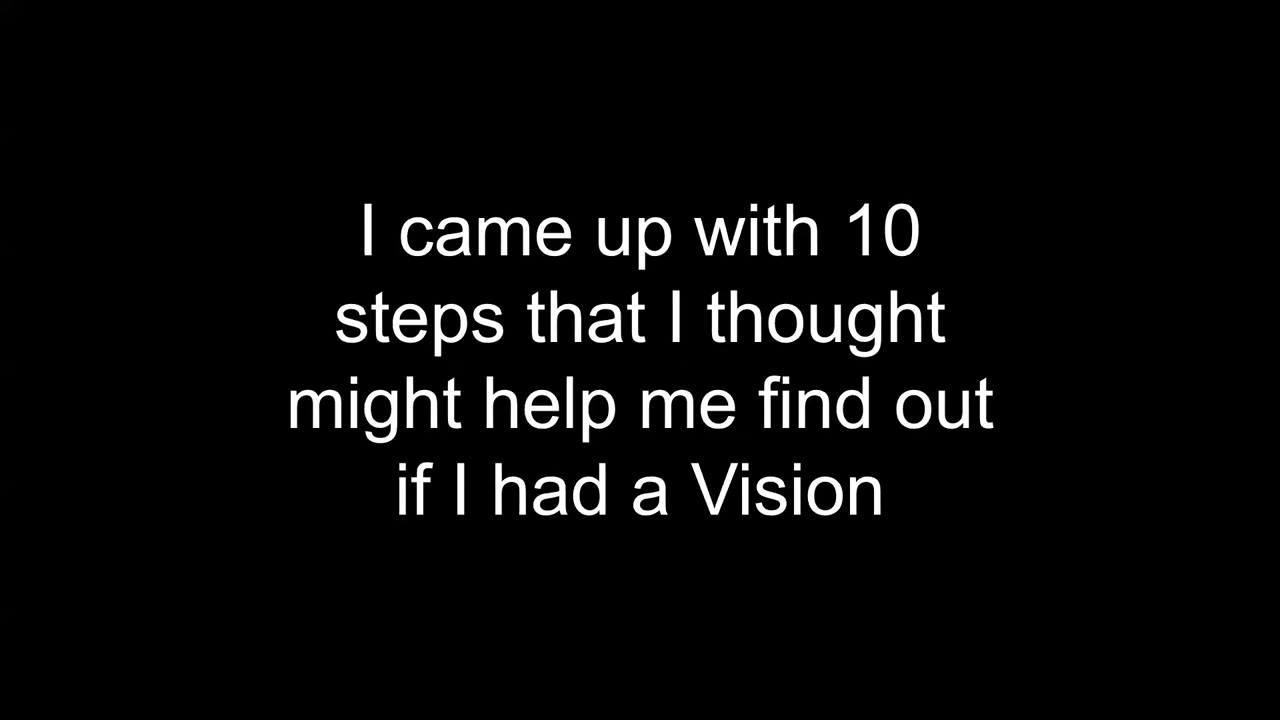 I came up with 10
steps that I thought
might help me find out
if I had a Vision